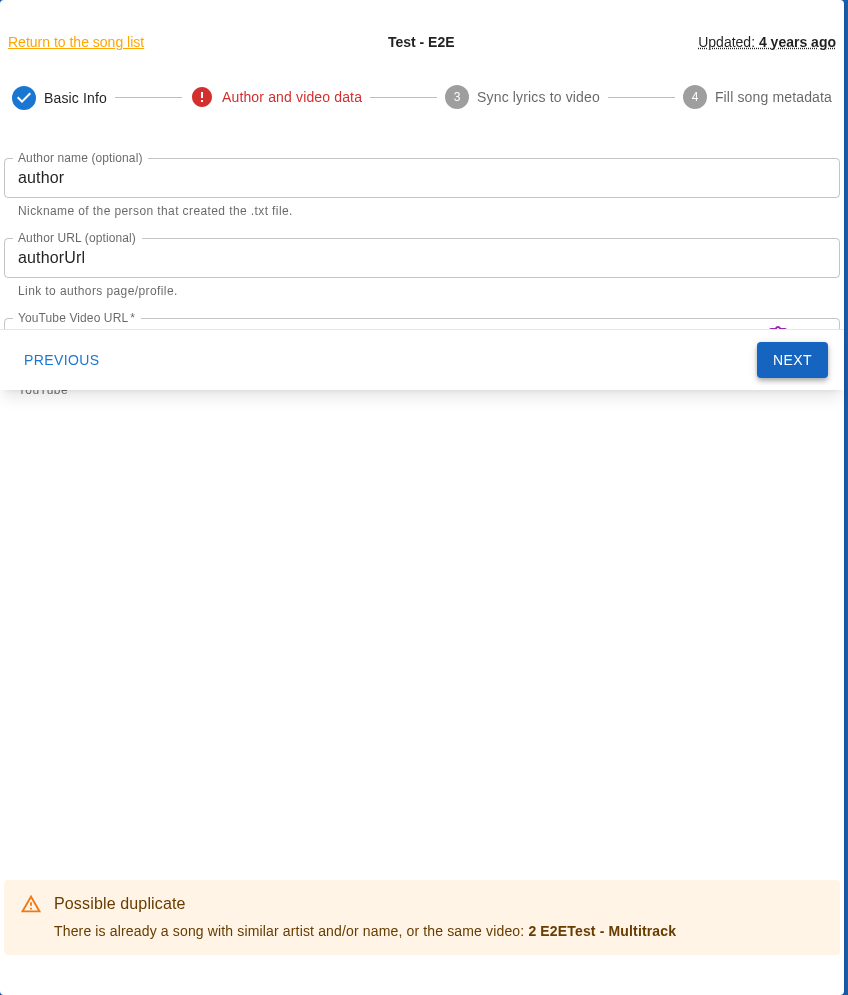 Return to the song list
Test - E2E
Updated: 4 years ago
Basic Info
Author and video data
3 Sync lyrics to video
4 Fill song metadata
Author name (optional)
author
Nickname of the person that created the .txt file.
Author URL (optional)
authorUrl
Link to authors page/profile.
YouTube Video URL *
PREVIOUS
NEXT
YouTube
Possible duplicate
There is already a song with similar artist and/or name, or the same video: 2 E2ETest - Multitrack